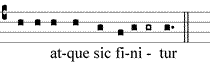 at-que sic fi-ni - tur